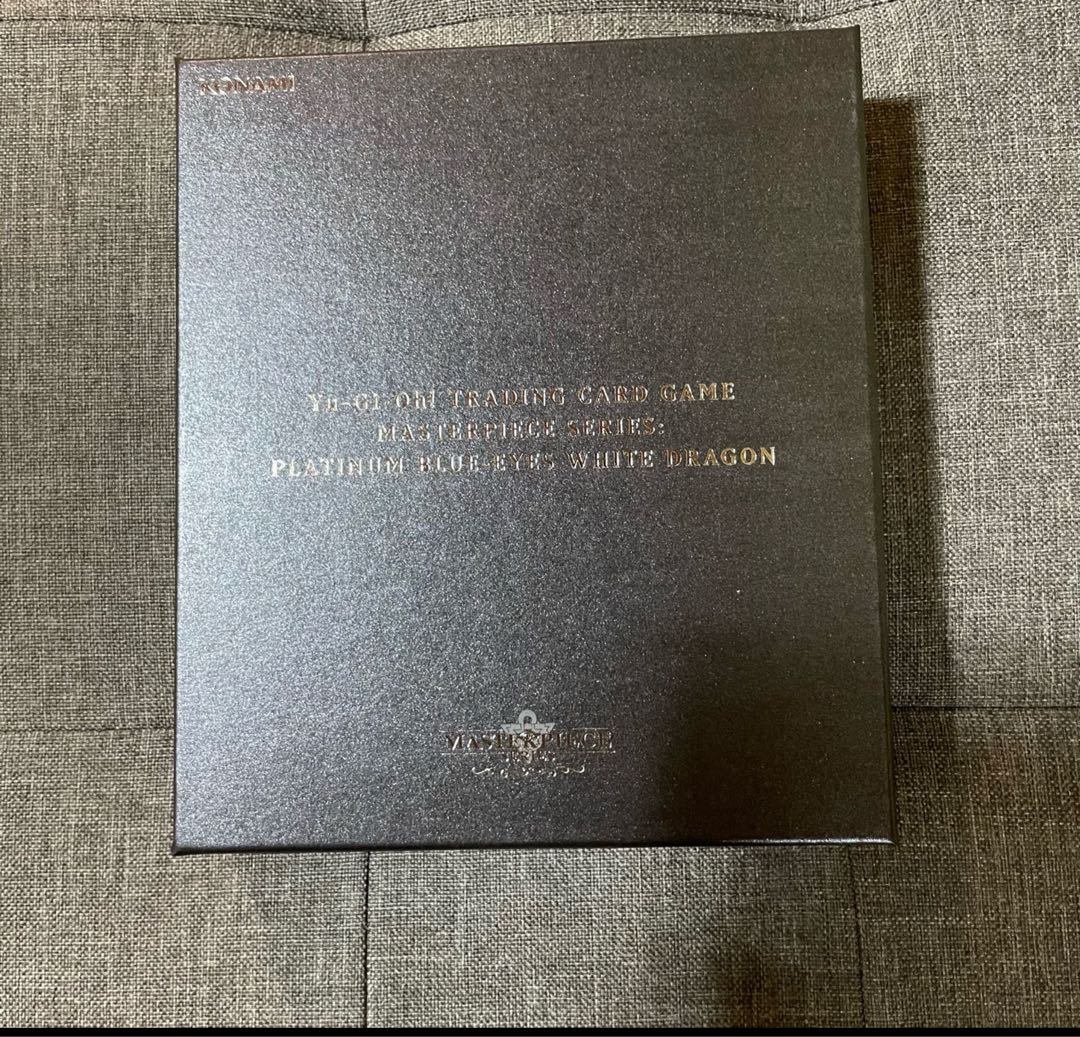 KONAMI
Yu-Gi-Oh! TRADING CARD GAME
MASTERPIECE SERIES:
PLATINUM BLUE-EYES WHITE DRAGON
MASTERPIECE